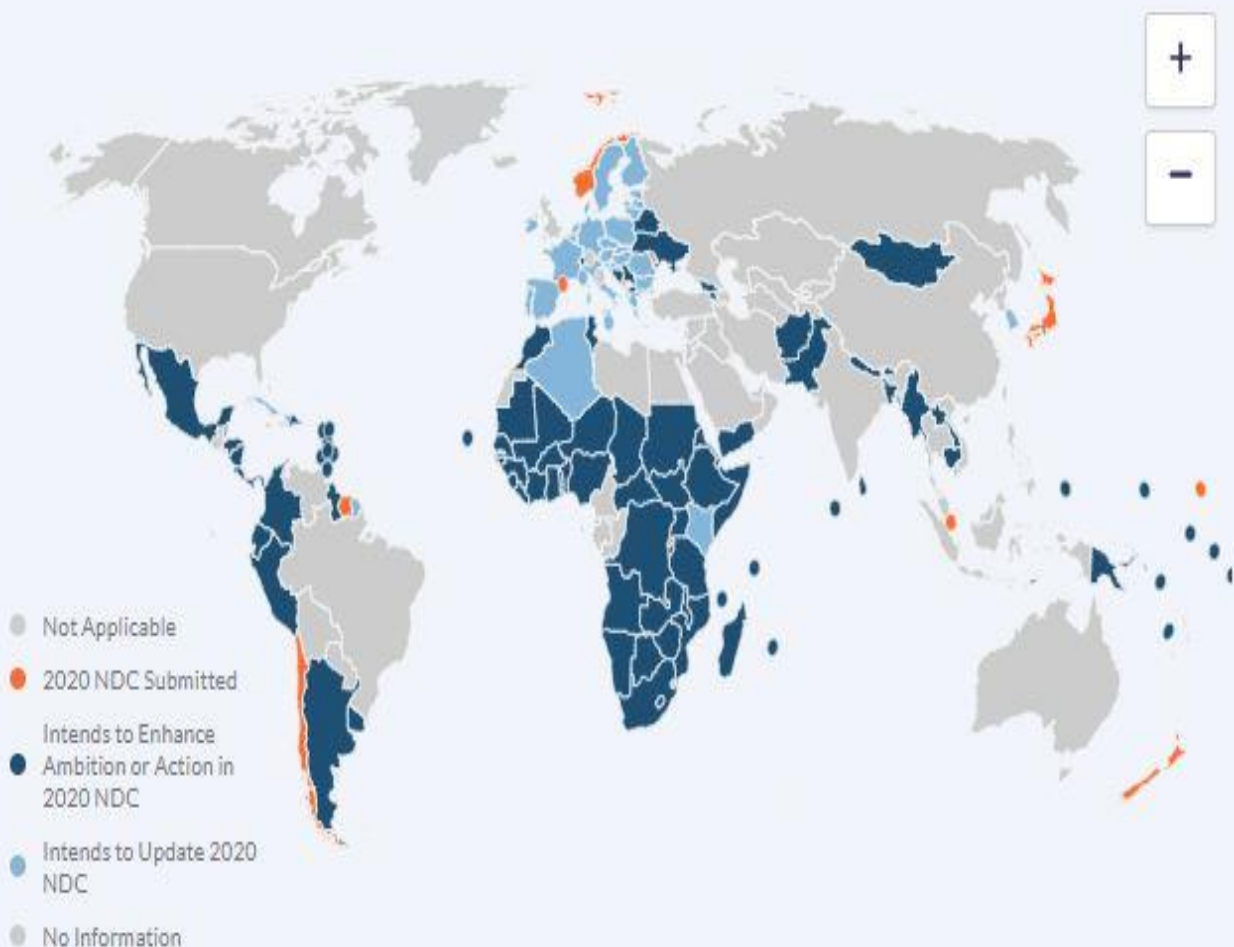 +
−
Not Applicable
2020 NDC Submitted
Intends to Enhance
Ambition or Action in
2020 NDC
Intends to Update 2020
NDC
No Information